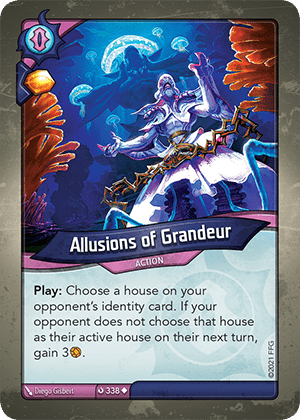 Allusions of Grandeur
ACTION
Play: Choose a house on your
opponent's identity card. If your
opponent does not choose that house
as their active house on their next turn,
gain 3.
©2021 FFG
Diego Gisbert
338